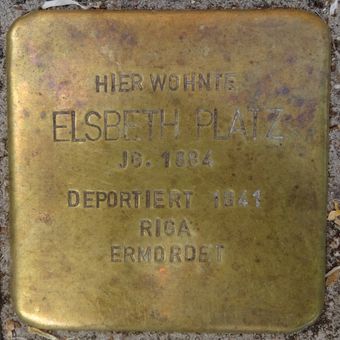 HIER WOHNTE
ELSBETH PLATZ
JG. 1884
DEPORTIERT 1941
RIGA
ERMORDET